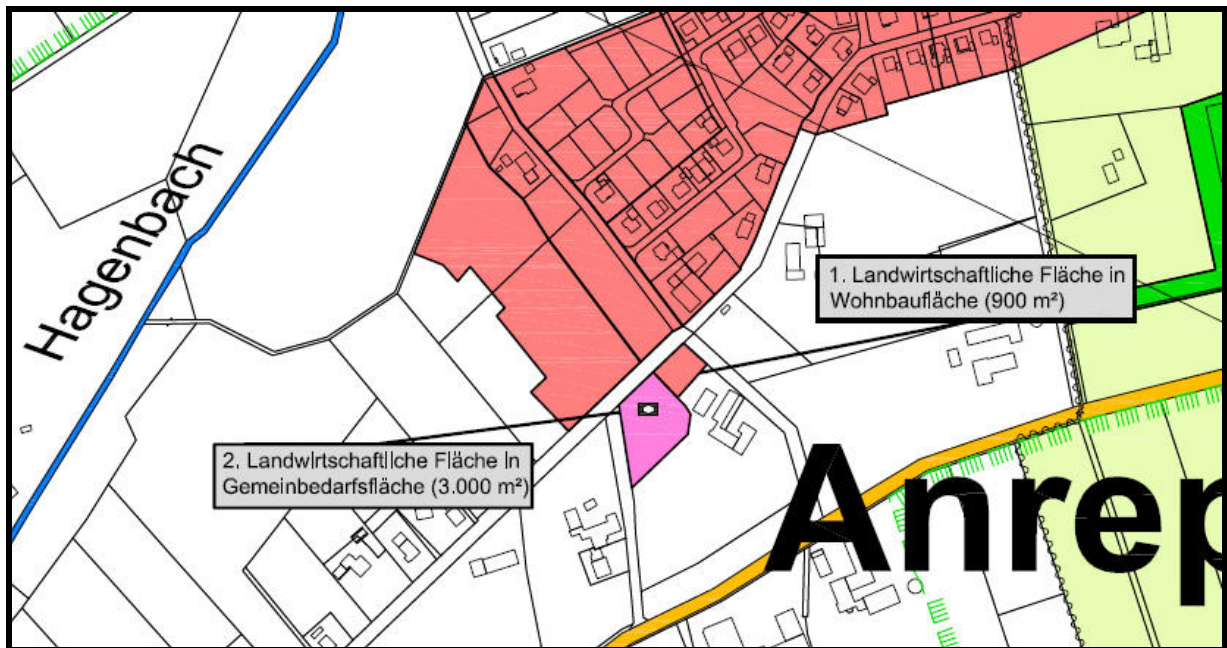 Hagenbach
1. Landwirtschaftliche Fläche in
Wohnbaufläche (900 m²)
2. Landwirtschaftliche Fläche in
Gemeinbedarfsfläche (3.000 m²)
Anrep